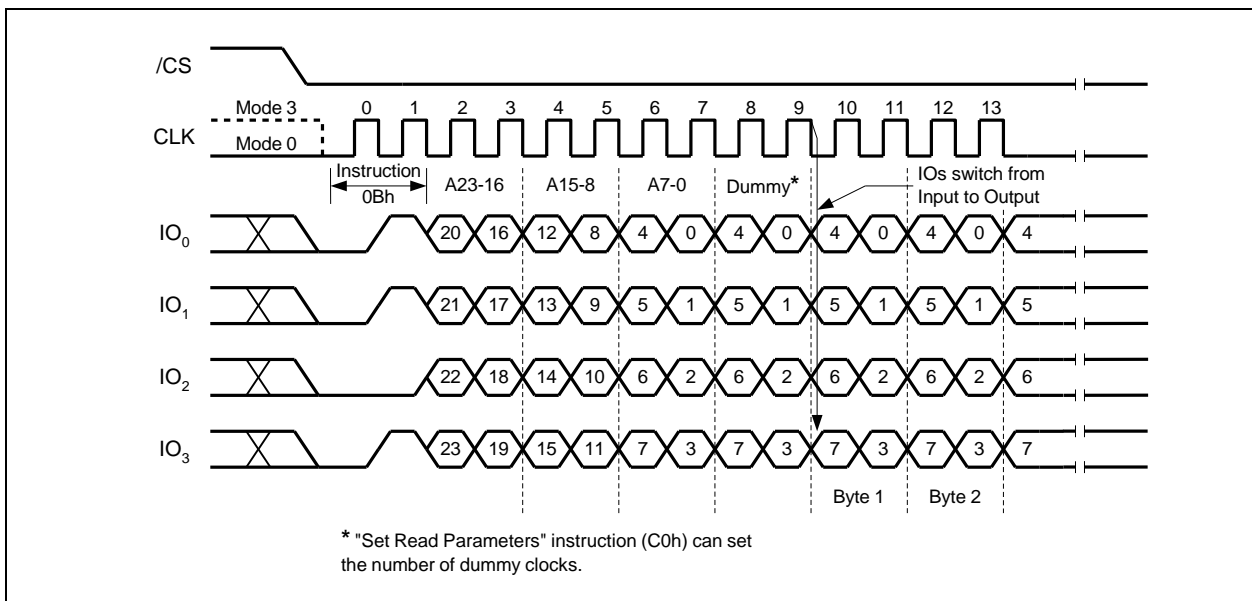 /CS
Mode 3 0 1 2 3 4 5 6 7 8 9 10 11 12 13
CLK
Mode 0
Instruction
0Bh
A23-16 A15-8 A7-0 Dummy*
IOs switch from
Input to Output
IO0 20 16 12 8 4 0 4 0 4 0 4 0 4
IO1 21 17 13 9 5 1 5 1 5 1 5 1 5
IO2 22 18 14 10 6 2 6 2 6 2 6 2 6
IO3 23 19 15 11 7 3 7 3 7 3 7 3 7
Byte 1 Byte 2
* "Set Read Parameters" instruction (C0h) can set
the number of dummy clocks.